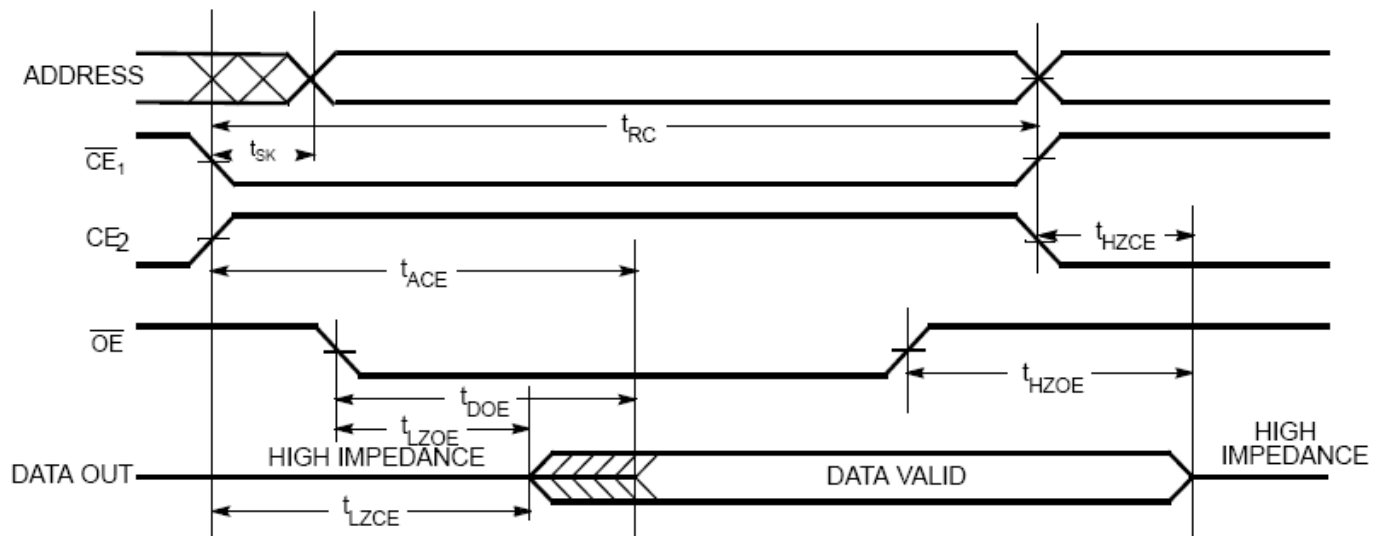 ADDRESS
tRC
tSK
CE1
CE2
tHZCE
tACE
OE
tHZOE
tDOE
tLZOE
HIGH IMPEDANCE
HIGH IMPEDANCE
DATA OUT
DATA VALID
tLZCE